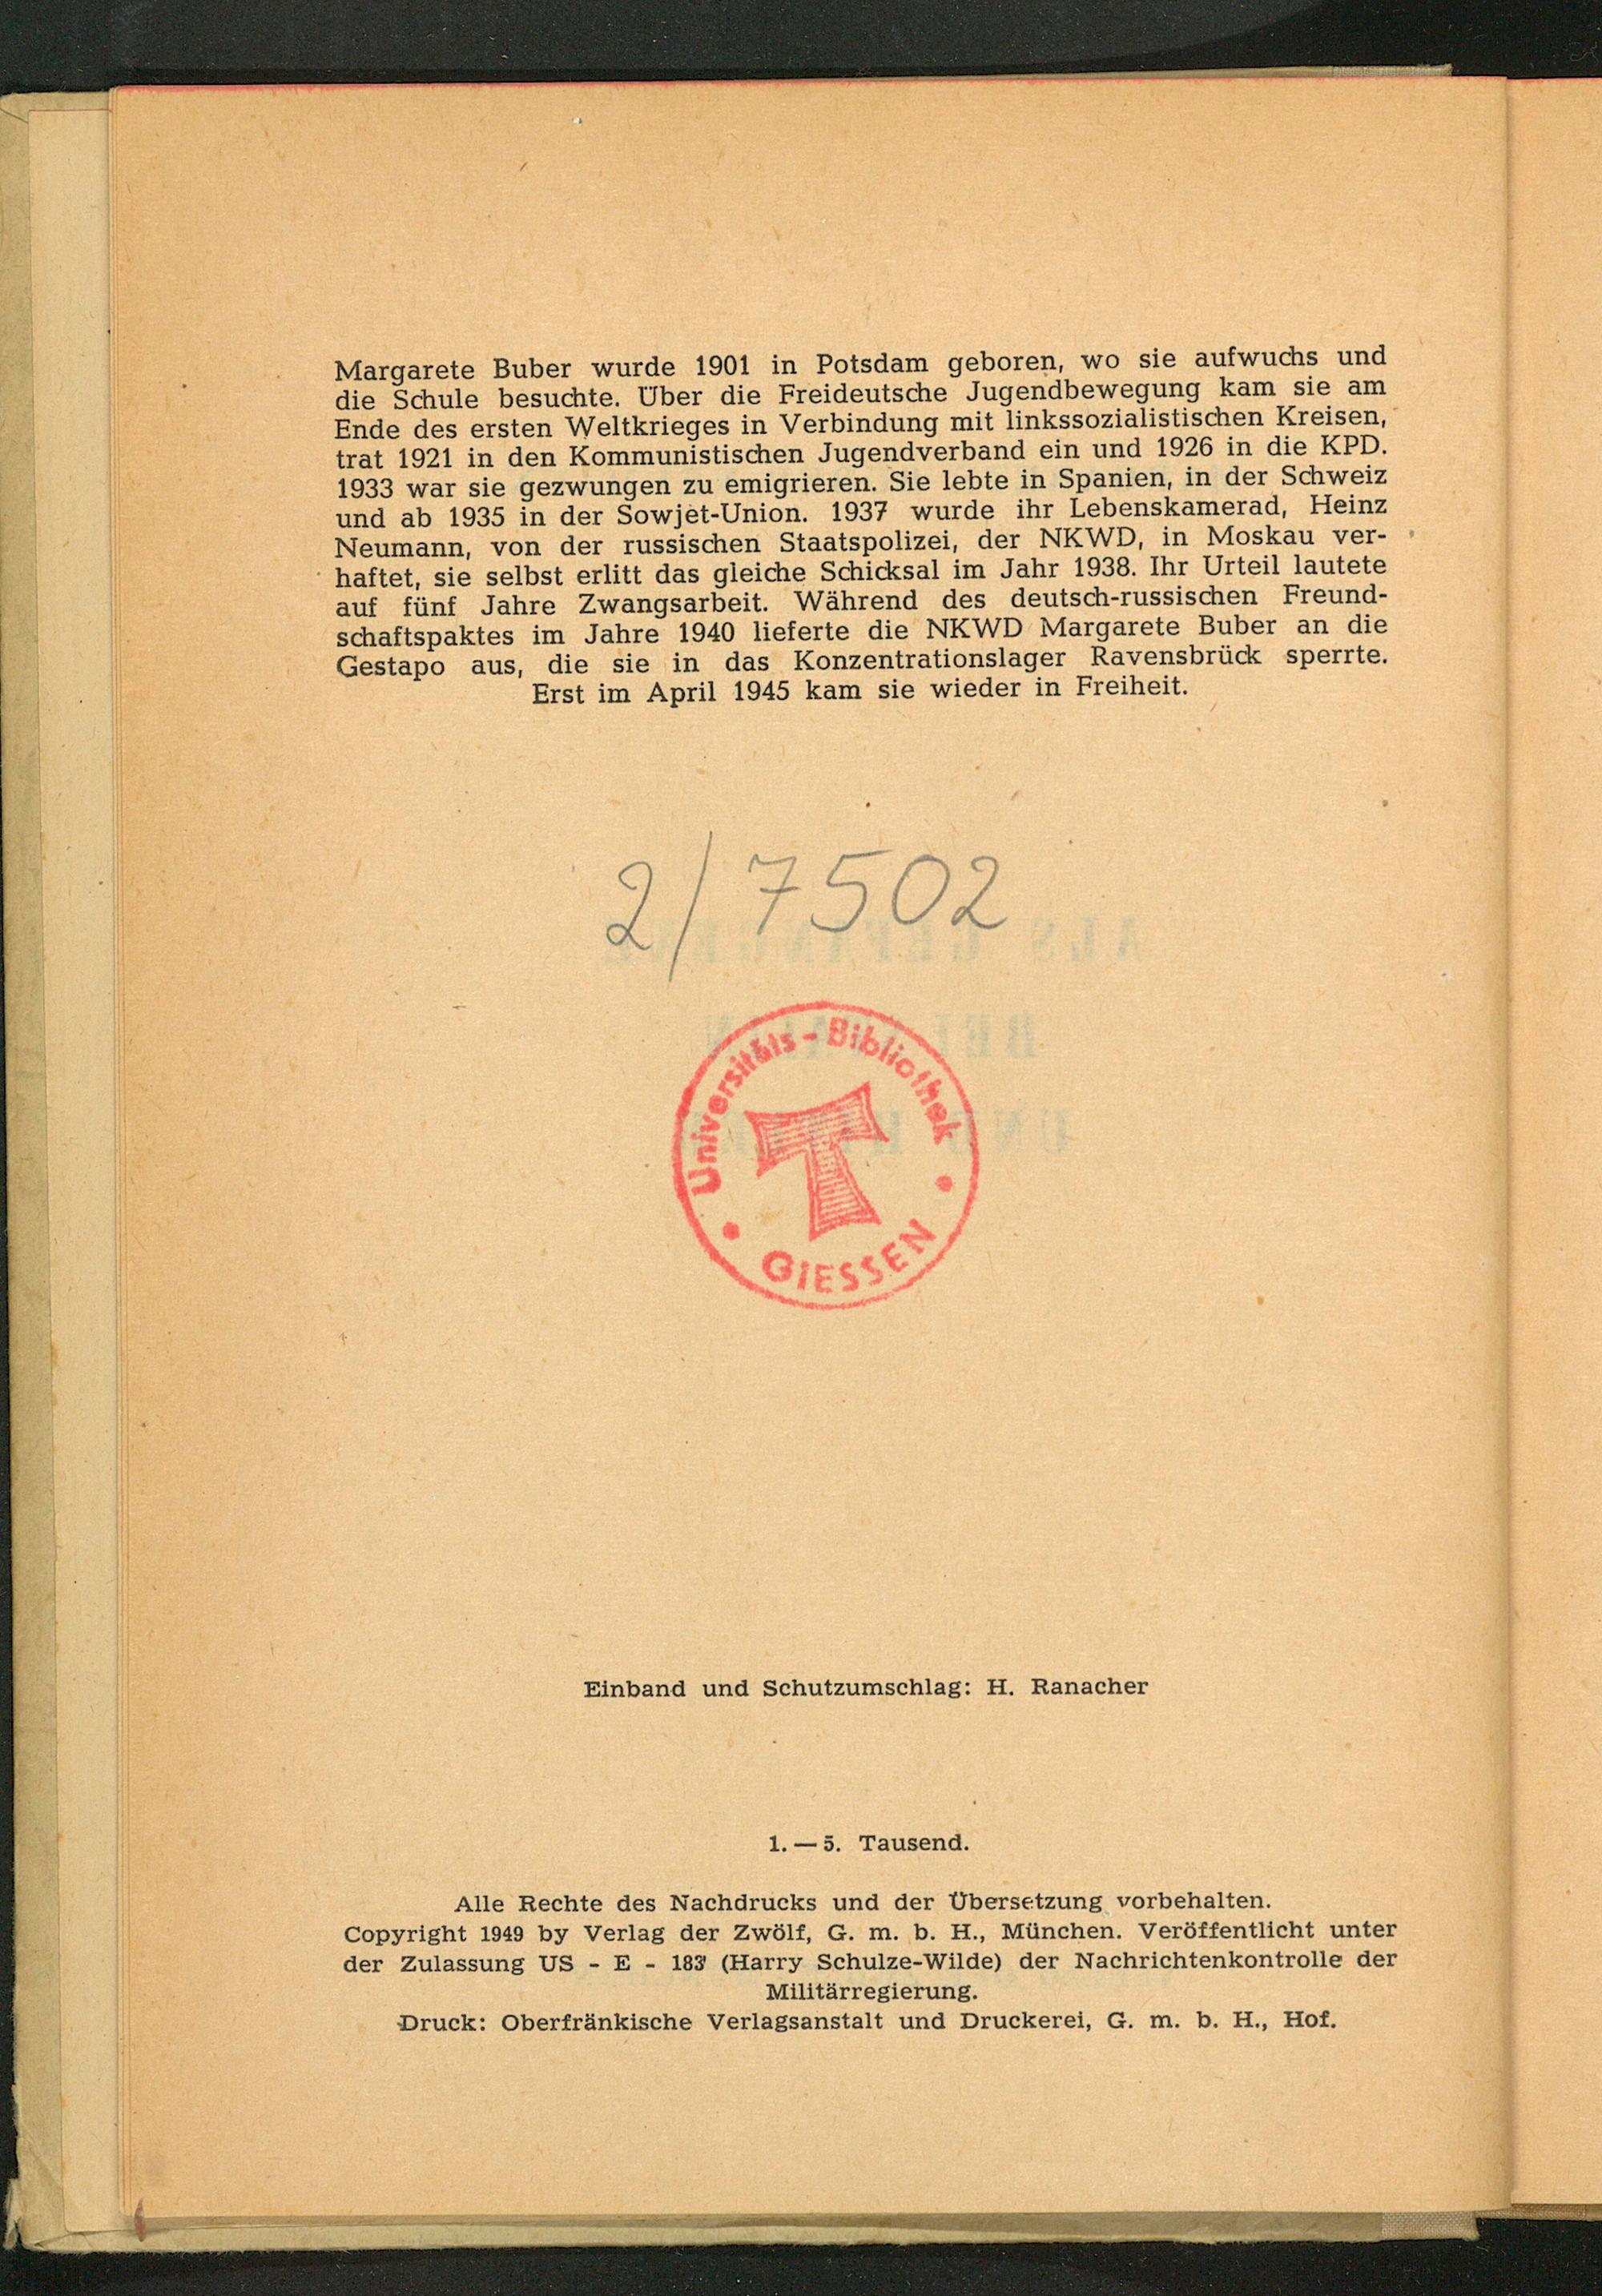 Margarete Buber wurde 1901 in Potsdam geboren, wo sie aufwuchs und
die Schule besuchte. Über die Freideutsche Jugendbewegung kam sie am
Ende des ersten Weltkrieges in Verbindung mit linkssozialistischen Kreisen,
trat 1921 in den Kommunistischen Jugendverband ein und 1926 in die KPD.
1933 war sie gezwungen zu emigrieren. Sie lebte in Spanien, in der Schweiz
und ab 1935 in der Sowjet-Union. 1937 wurde ihr Lebenskamerad, Heinz
Neumann, von der russischen Staatspolizei, der NKWD, in Moskau ver-
haftet, sie selbst erlitt das gleiche Schicksal im Jahr 1938. Ihr Urteil lautete
auf fünf Jahre Zwangsarbeit. Während des deutsch-russischen Freund-
schaftspaktes im Jahre 1940 lieferte die NKWD Margarete Buber an die
Gestapo aus, die sie in das Konzentrationslager Ravensbrück sperrte.
Erst im April 1945 kam sie wieder in Freiheit.
2/7502
Universitäts-Bibliothek
GIESSEN
Einband und Schutzumschlag: H. Ranacher
1. — 5. Tausend.
Alle Rechte des Nachdrucks und der Übersetzung vorbehalten.
Copyright 1949 by Verlag der Zwölf, G. m. b. H., München. Veröffentlicht unter
der Zulassung US - E - 183 (Harry Schulze-Wilde) der Nachrichtenkontrolle der
Militärregierung.
Druck: Oberfränkische Verlagsanstalt und Druckerei, G. m. b. H., Hof.